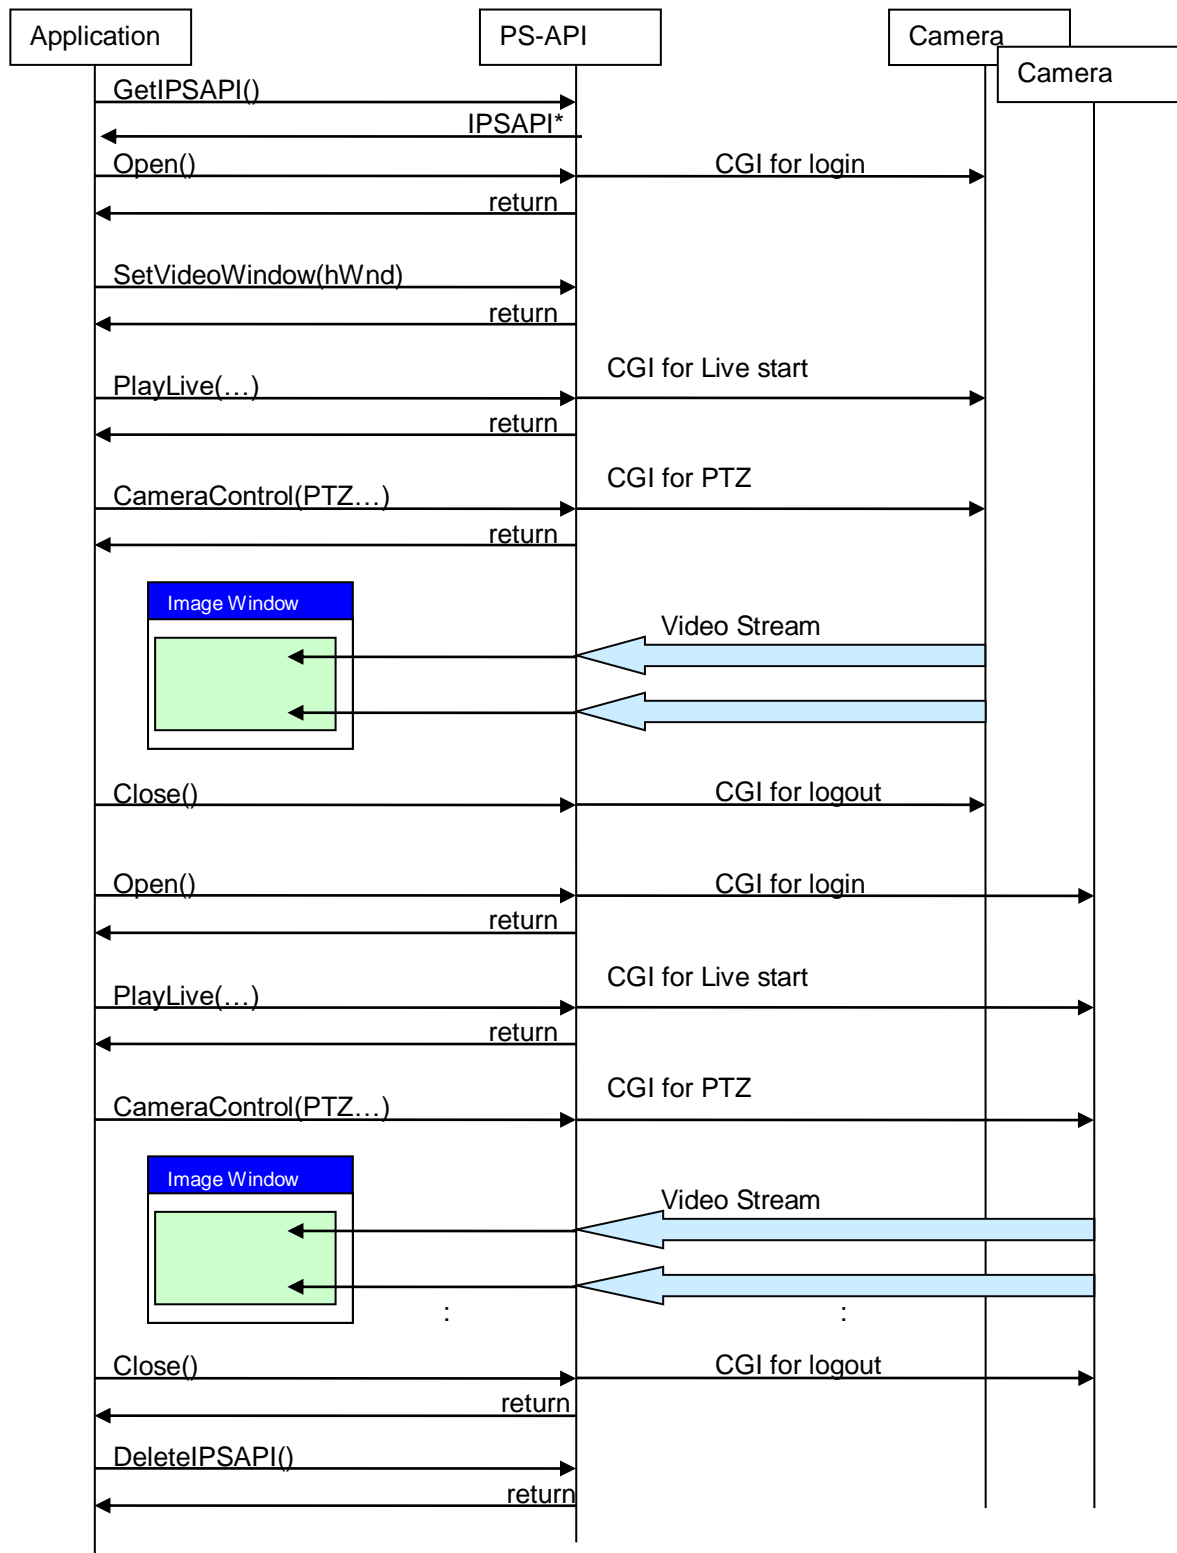 Application
PS-API
Camera
Camera
GetIPSAPI()
IPSAPI*
Open()
CGI for login
return
SetVideoWindow(hWnd)
return
CGI for Live start
PlayLive(…)
return
CGI for PTZ
CameraControl(PTZ…)
return
Image Window
Video Stream
Close()
CGI for logout
Open()
CGI for login
return
CGI for Live start
PlayLive(…)
return
CGI for PTZ
CameraControl(PTZ…)
Image Window
Video Stream
:
:
Close()
CGI for logout
return
DeleteIPSAPI()
return